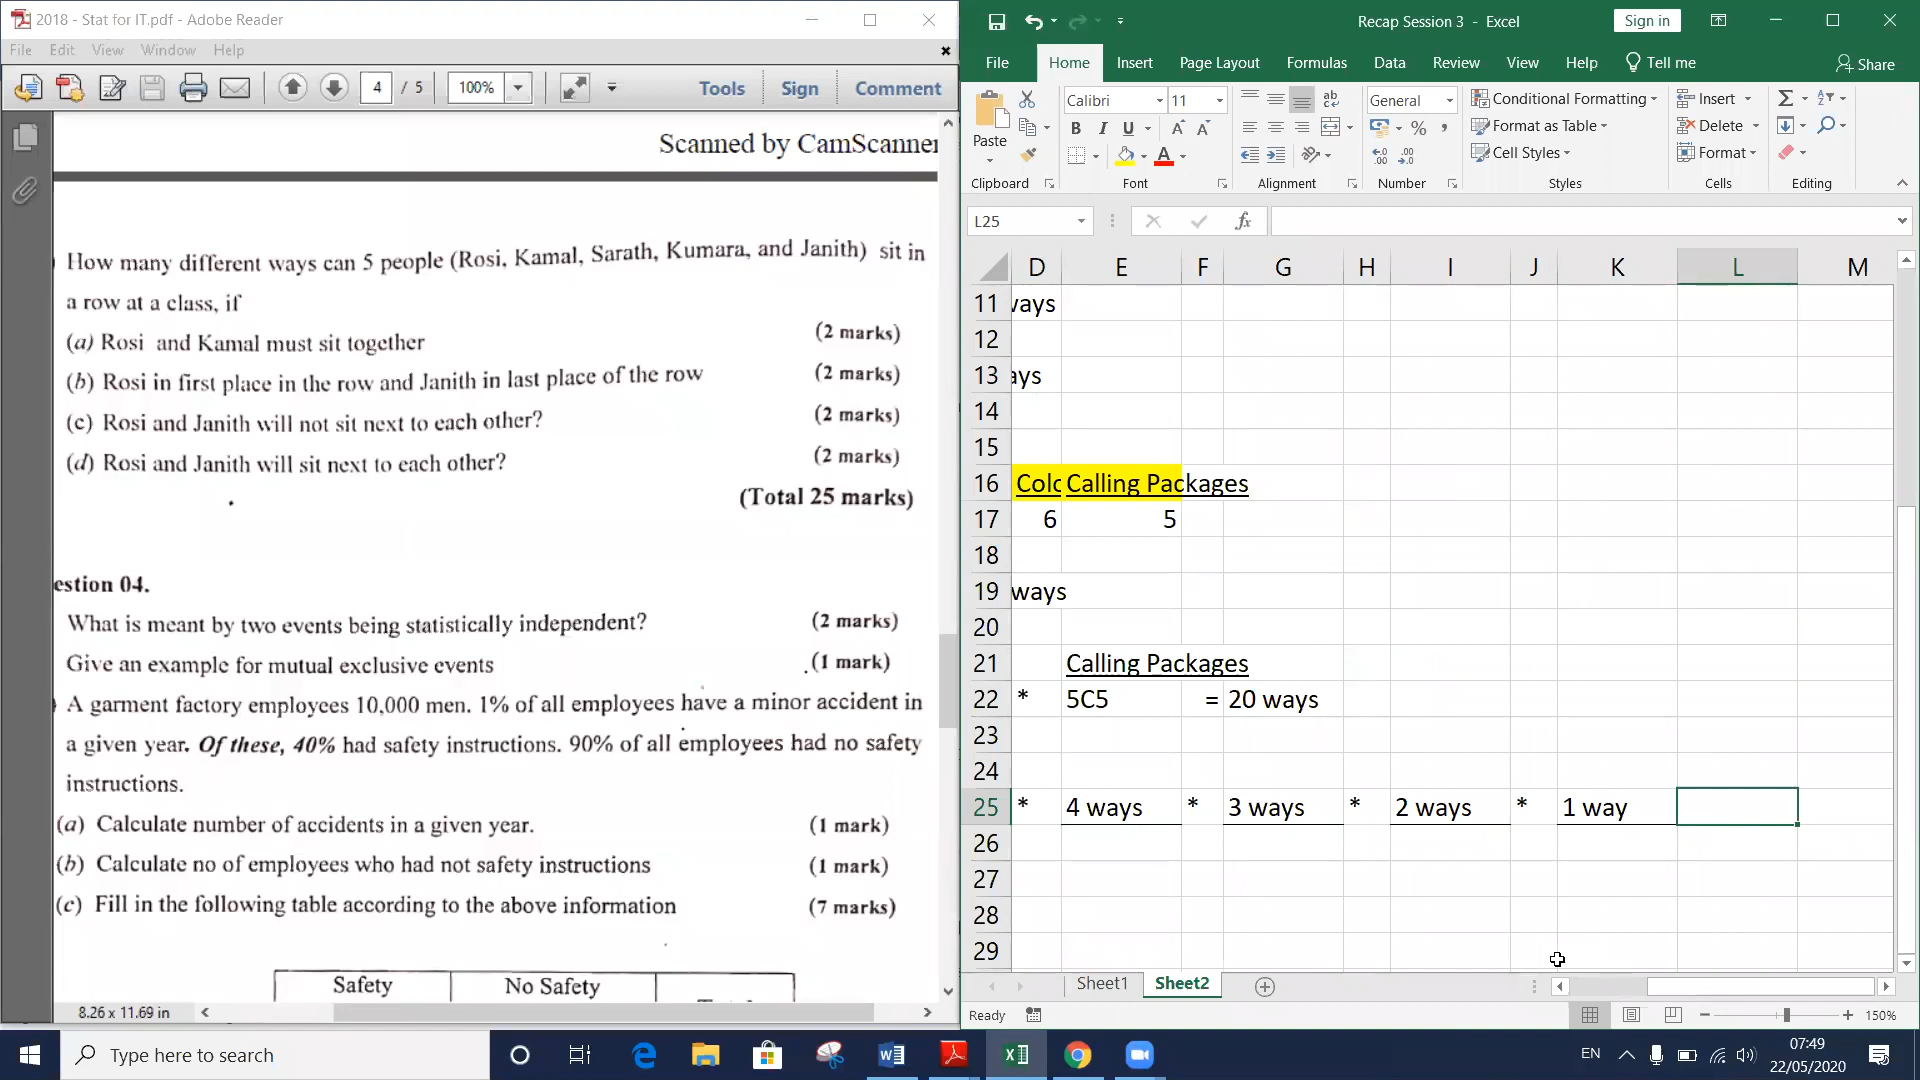 2018 - Stat for IT.pdf - Adobe Reader
File Edit View Window Help
4 / 5 100% Tools Sign Comment
Scanned by CamScanner
How many different ways can 5 people (Rosi, Kamal, Sarath, Kumara, and Janith) sit in
a row at a class, if
(a) Rosi and Kamal must sit together (2 marks)
(b) Rosi in first place in the row and Janith in last place of the row (2 marks)
(c) Rosi and Janith will not sit next to each other? (2 marks)
(d) Rosi and Janith will sit next to each other? (2 marks)
(Total 25 marks)
estion 04.
What is meant by two events being statistically independent? (2 marks)
Give an example for mutual exclusive events (1 mark)
A garment factory employees 10,000 men. 1% of all employees have a minor accident in
a given year. Of these, 40% had safety instructions. 90% of all employees had no safety
instructions.
(a) Calculate number of accidents in a given year. (1 mark)
(b) Calculate no of employees who had not safety instructions (1 mark)
(c) Fill in the following table according to the above information (7 marks)
Safety No Safety
8.26 x 11.69 in
Recap Session 3 - Excel Sign in
File Home Insert Page Layout Formulas Data Review View Help Tell me Share
Paste Calibri 11 General Conditional Formatting Insert
B I U Format as Table Delete
Cell Styles Format
Clipboard Font Alignment Number Styles Cells Editing
L25 fx
D E F G H I J K L M
11 ways
12
13 ays
14
15
16 Colo Calling Packages
17 6 5
18
19 ways
20
21 Calling Packages
22 * 5C5 = 20 ways
23
24
25 * 4 ways * 3 ways * 2 ways * 1 way
26
27
28
29
Sheet1 Sheet2
Ready 150%
Type here to search EN 07:49
22/05/2020